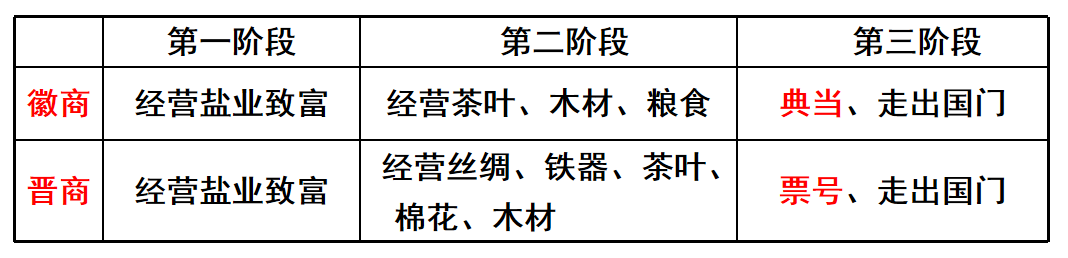 第一阶段 第二阶段 第三阶段
徽商 经营盐业致富 经营茶叶、木材、粮食 典当、走出国门
晋商 经营盐业致富 经营丝绸、铁器、茶叶、
棉花、木材 票号、走出国门